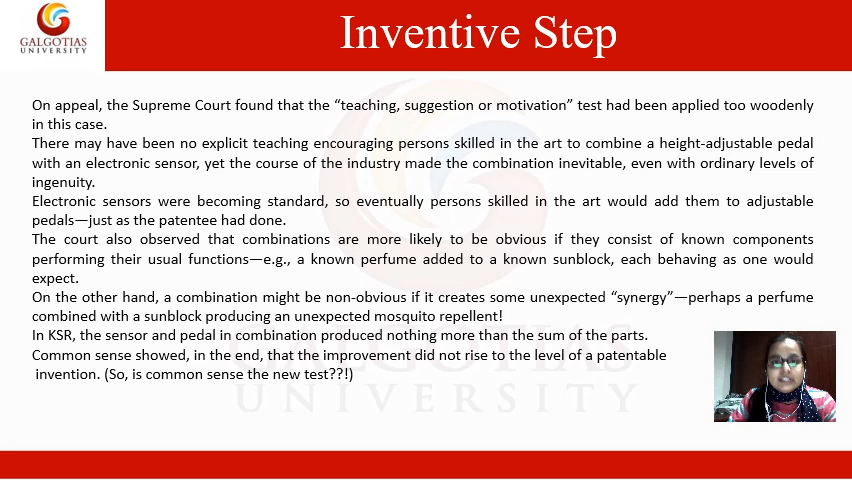 GALGOTIAS
UNIVERSITY
Inventive Step
On appeal, the Supreme Court found that the “teaching, suggestion or motivation” test had been applied too woodenly
in this case.
There may have been no explicit teaching encouraging persons skilled in the art to combine a height-adjustable pedal
with an electronic sensor, yet the course of the industry made the combination inevitable, even with ordinary levels of
ingenuity.
Electronic sensors were becoming standard, so eventually persons skilled in the art would add them to adjustable
pedals—just as the patentee had done.
The court also observed that combinations are more likely to be obvious if they consist of known components
performing their usual functions—e.g., a known perfume added to a known sunblock, each behaving as one would
expect.
On the other hand, a combination might be non-obvious if it creates some unexpected “synergy”—perhaps a perfume
combined with a sunblock producing an unexpected mosquito repellent!
In KSR, the sensor and pedal in combination produced nothing more than the sum of the parts.
Common sense showed, in the end, that the improvement did not rise to the level of a patentable
invention. (So, is common sense the new test??!)
GALGOTIAS
UNIVERSITY